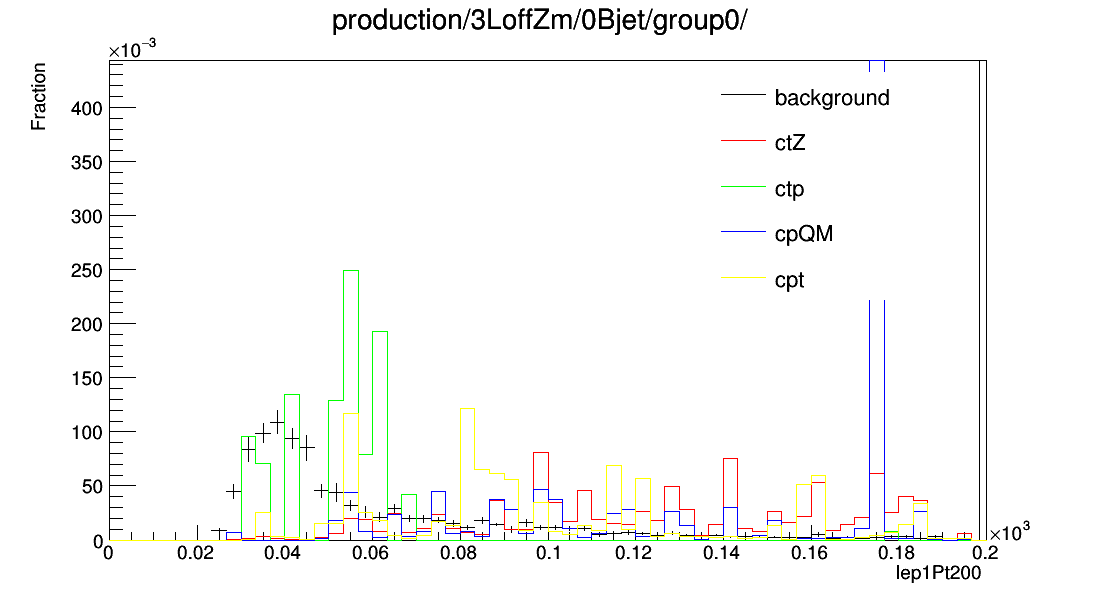 production/3LoffZm/0Bjet/group0/
×10⁻³
Fraction
400
350
300
250
200
150
100
50
0
background
ctZ
ctp
cpQM
cpt
0 0.02 0.04 0.06 0.08 0.1 0.12 0.14 0.16 0.18 0.2
×10³
lep1Pt200